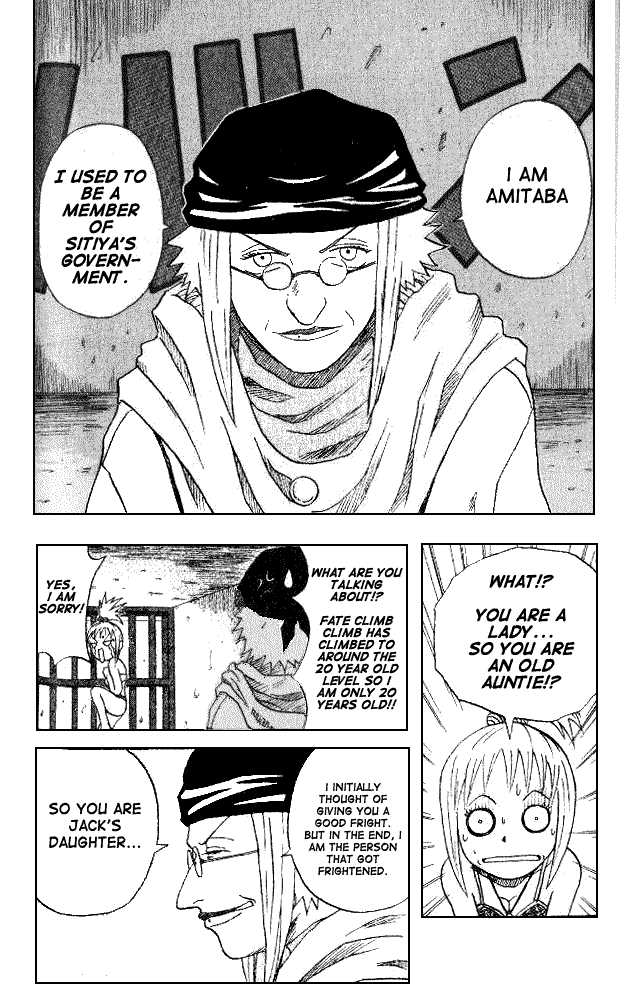 I AM
AMITABA
I USED TO
BE A
MEMBER
OF
SITIYA'S
GOVERN-
MENT.
WHAT!?
YOU ARE A
LADY...
SO YOU ARE
AN OLD
AUNTIE!?
WHAT ARE YOU
TALKING
ABOUT!?
FATE CLIMB
CLIMB HAS
CLIMBED TO
AROUND THE
20 YEAR OLD
LEVEL SO I
AM ONLY 20
YEARS OLD!!
YES,
I AM
SORRY!
I INITIALLY
THOUGHT OF
GIVING YOU
A GOOD FRIGHT.
BUT IN THE END, I
AM THE PERSON
THAT GOT
FRIGHTENED.
SO YOU ARE
JACK'S
DAUGHTER...